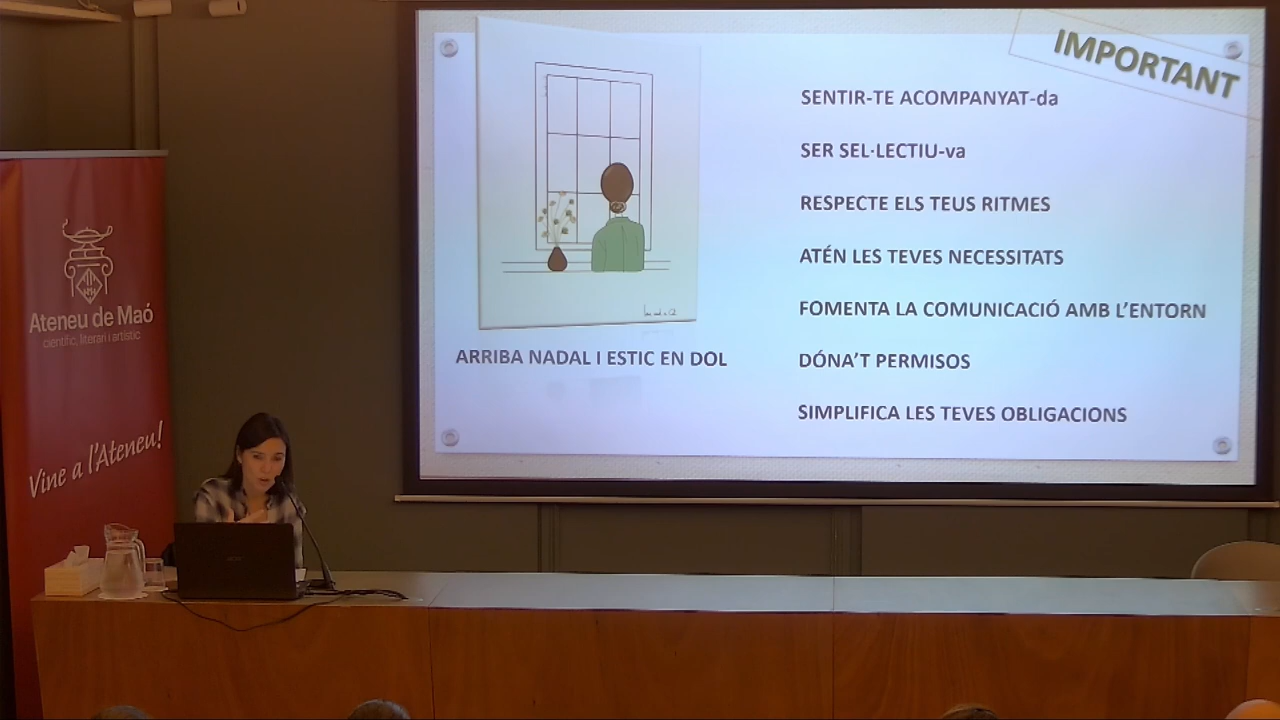 IMPORTANT
SENTIR-TE ACOMPANYAT-da
SER SEL·LECTIU-va
RESPECTE ELS TEUS RITMES
ATÉN LES TEVES NECESSITATS
FOMENTA LA COMUNICACIÓ AMB L'ENTORN
DÓNA'T PERMISOS
SIMPLIFICA LES TEVES OBLIGACIONS
ARRIBA NADAL I ESTIC EN DOL
Ateneu de Maó
científic, literari i artístic
Vine a l'Ateneu!
acer